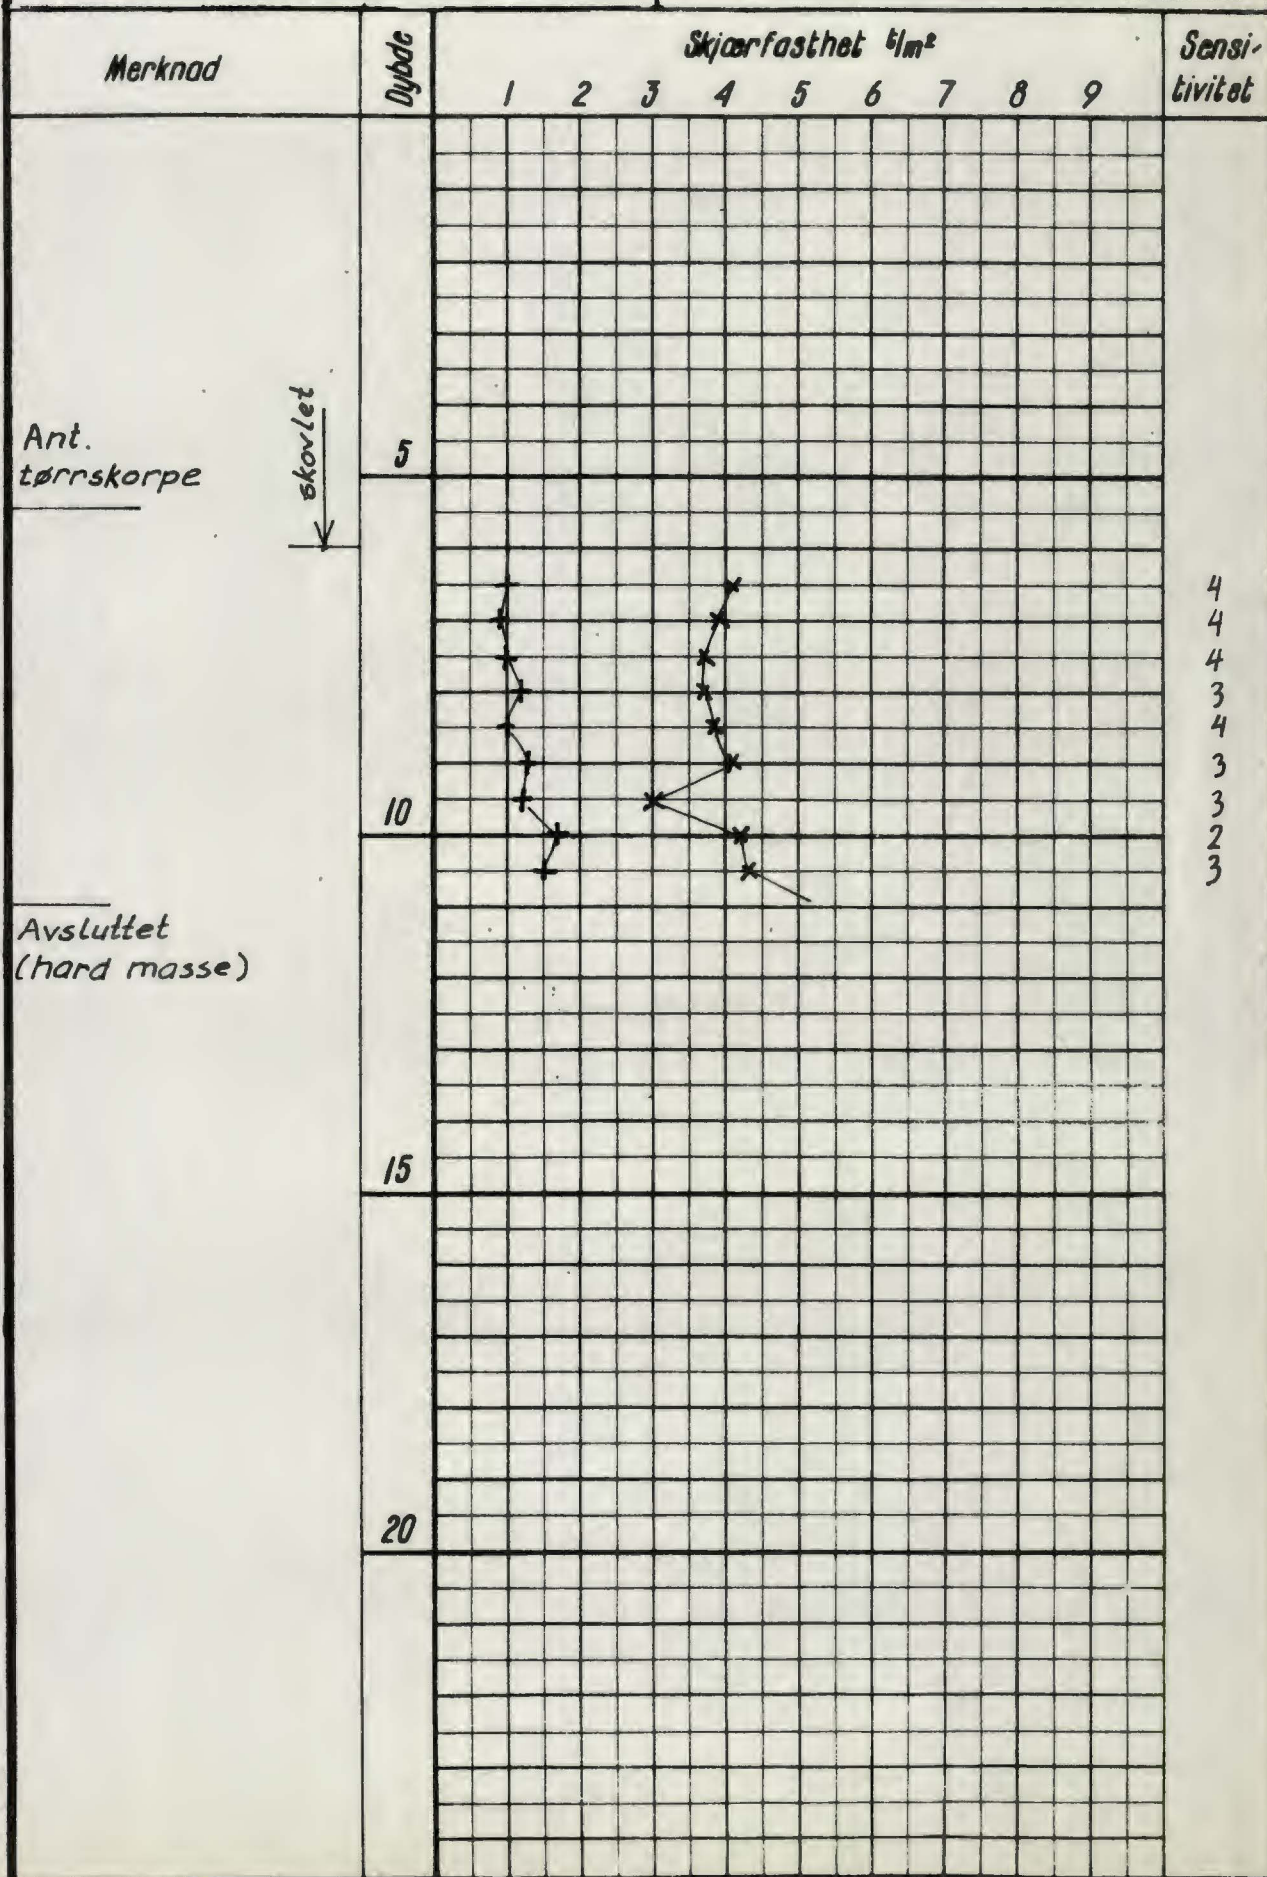 Merknad
Dybde
Skjærfasthet t/m²
1 2 3 4 5 6 7 8 9
Sensi-
tivitet
Ant.
tørrskorpe
skovlet
5
4
4
4
3
4
3
3
10
2
3
Avsluttet
(hard masse)
15
20